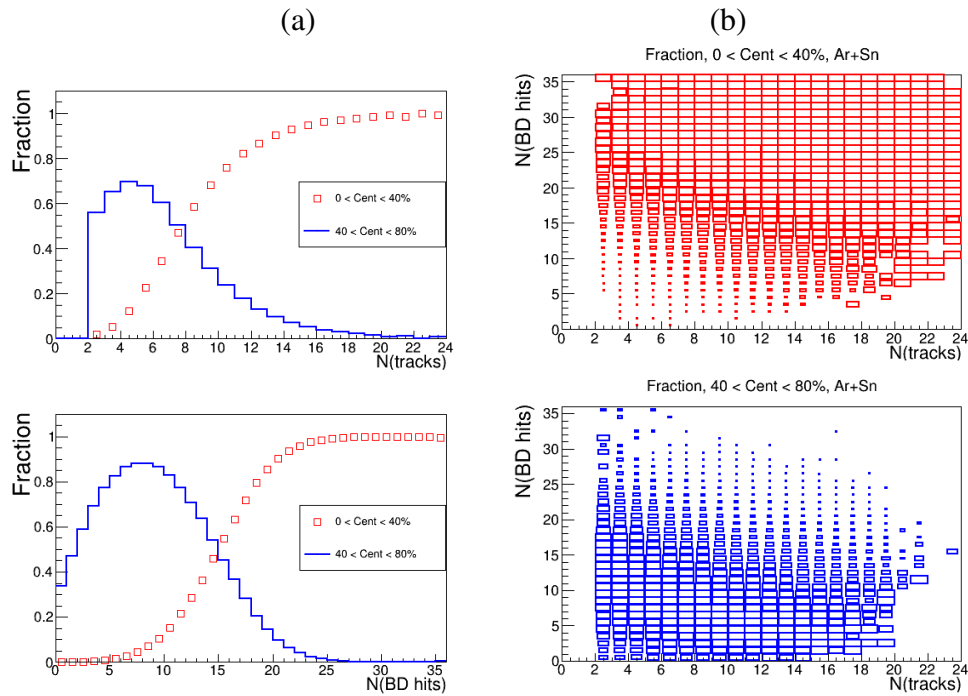 (a)
(b)
Fraction
1
0.8
0.6
0.4
0.2
0
0 < Cent < 40%
40 < Cent < 80%
0 2 4 6 8 10 12 14 16 18 20 22 24
N(tracks)
Fraction, 0 < Cent < 40%, Ar+Sn
N(BD hits)
35
30
25
20
15
10
5
0
0 2 4 6 8 10 12 14 16 18 20 22 24
N(tracks)
Fraction
1
0.8
0.6
0.4
0.2
0
0 < Cent < 40%
40 < Cent < 80%
0 5 10 15 20 25 30 35
N(BD hits)
Fraction, 40 < Cent < 80%, Ar+Sn
N(BD hits)
35
30
25
20
15
10
5
0
0 2 4 6 8 10 12 14 16 18 20 22 24
N(tracks)